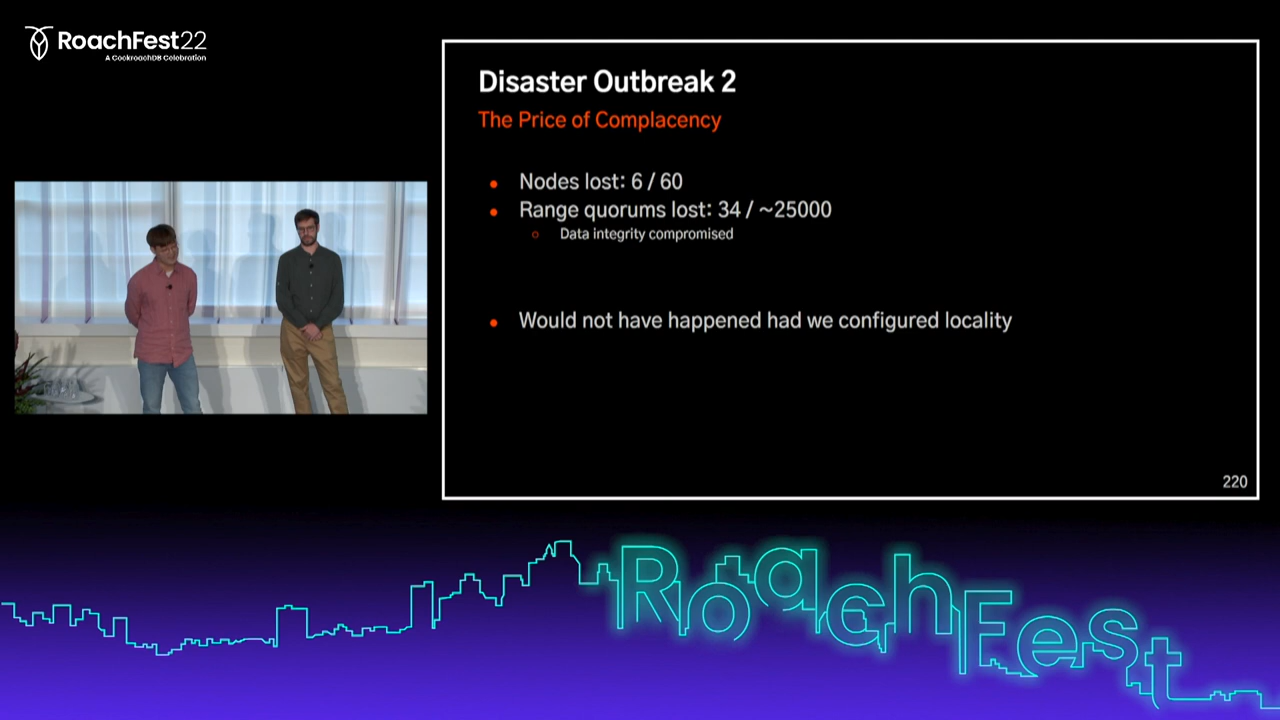 RoachFest22
A CockroachDB Celebration
Disaster Outbreak 2
The Price of Complacency
Nodes lost: 6 / 60
Range quorums lost: 34 / ~25000
Data integrity compromised
Would not have happened had we configured locality
220
RoachFest